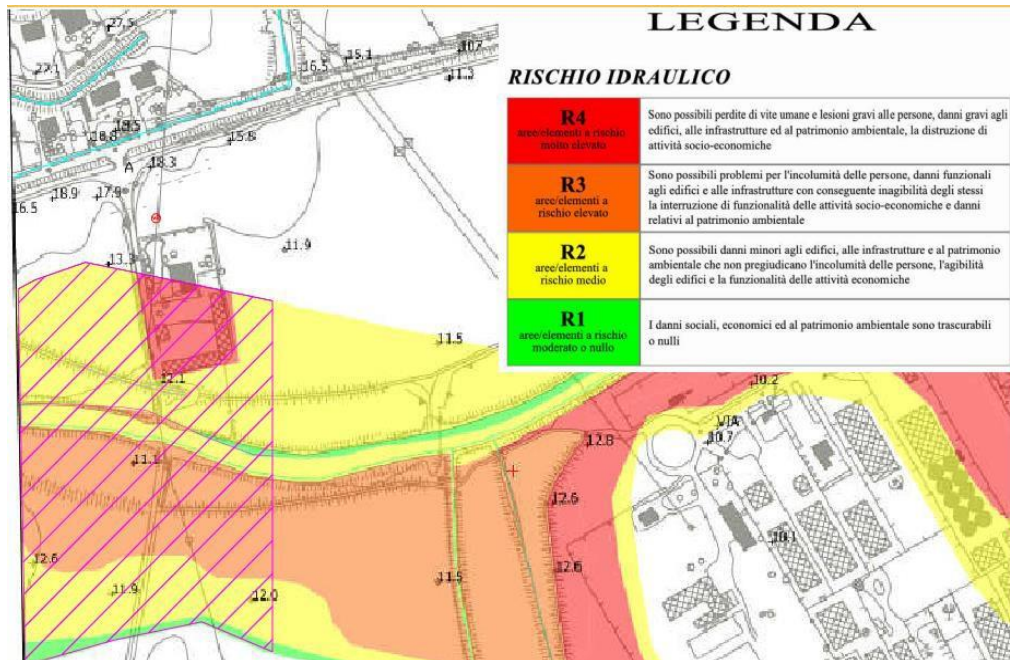 LEGENDA
RISCHIO IDRAULICO
R4
aree/elementi a rischio
molto elevato
Sono possibili perdite di vite umane e lesioni gravi alle persone, danni gravi agli
edifici, alle infrastrutture ed al patrimonio ambientale, la distruzione di
attività socio-economiche
R3
aree/elementi a
rischio elevato
Sono possibili problemi per l'incolumità delle persone, danni funzionali
agli edifici e alle infrastrutture con conseguente inagibilità degli stessi
la interruzione di funzionalità delle attività socio-economiche e danni
relativi al patrimonio ambientale
R2
aree/elementi a
rischio medio
Sono possibili danni minori agli edifici, alle infrastrutture e al patrimonio
ambientale che non pregiudicano l'incolumità delle persone, l'agibilità
degli edifici e la funzionalità delle attività economiche
R1
aree/elementi a rischio
moderato o nullo
I danni sociali, economici ed al patrimonio ambientale sono trascurabili
o nulli
27.5
27.1
16.5
15.1
10.7
11.3
18.5
18.8
15.8
A
18.3
18.9
17.9
16.5
13.3
11.9
11.5
12.1
10.2
VIA
10.7
12.8
11.1
12.6
12.6
10.1
12.6
11.9
12.0
11.5